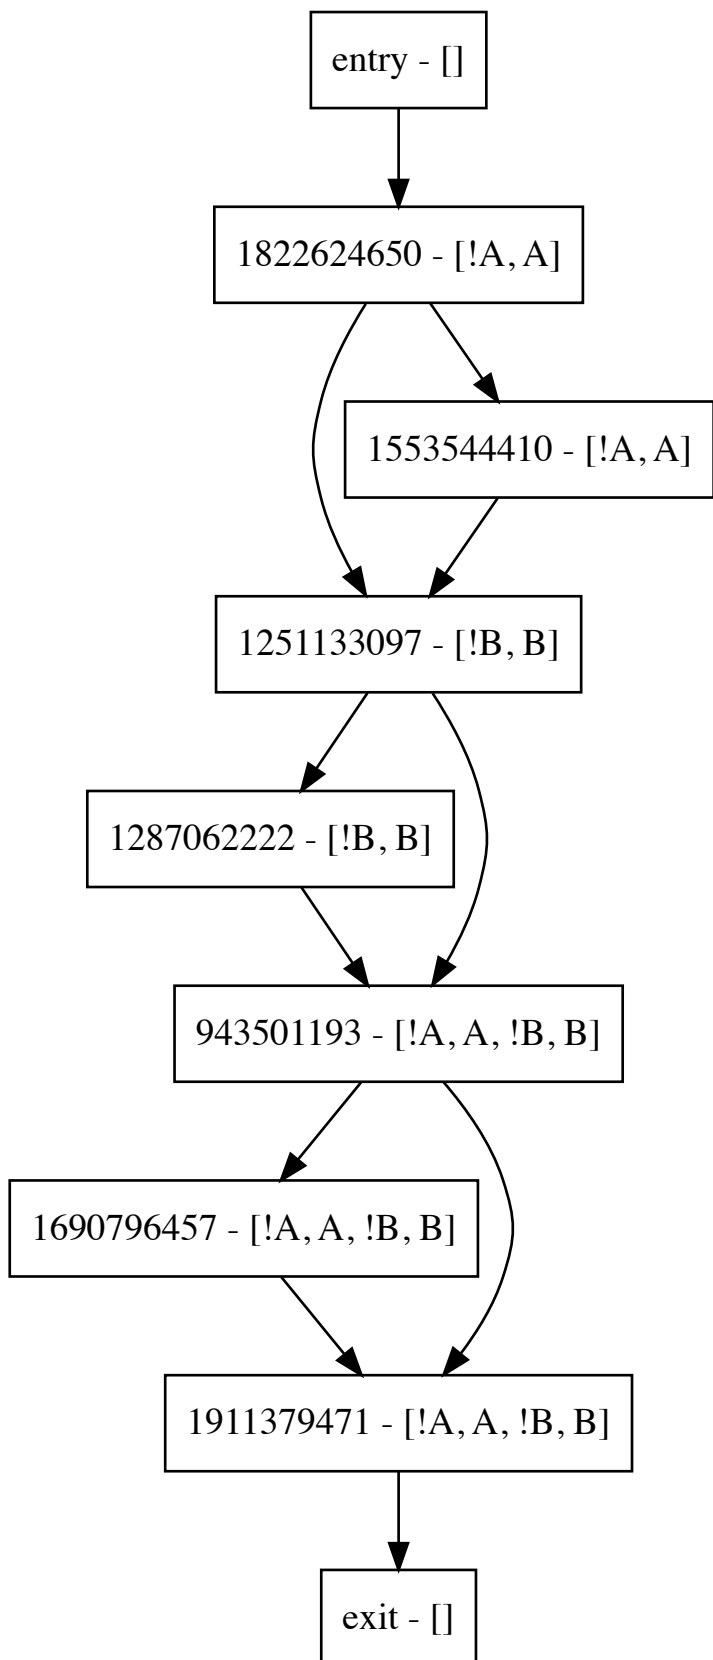 entry - []
1822624650 - [!A, A]
1553544410 - [!A, A]
1251133097 - [!B, B]
1287062222 - [!B, B]
943501193 - [!A, A, !B, B]
1690796457 - [!A, A, !B, B]
1911379471 - [!A, A, !B, B]
exit - []